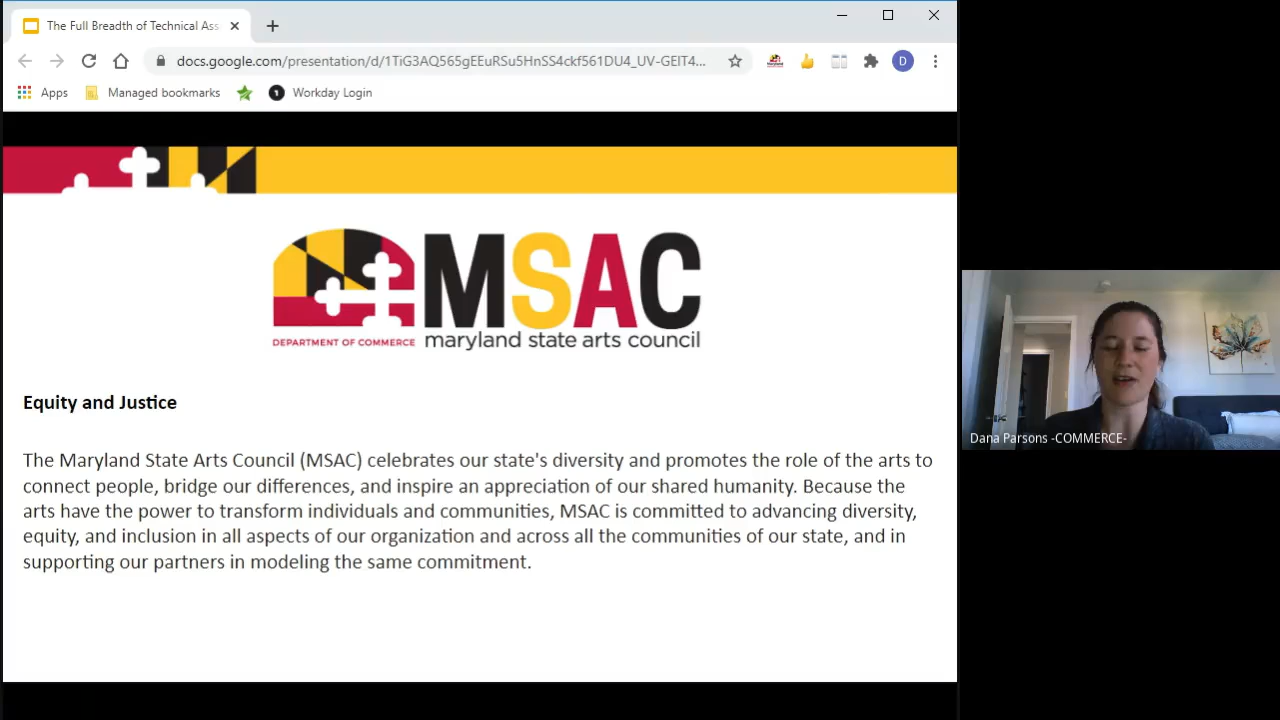 The Full Breadth of Technical Ass
docs.google.com/presentation/d/1TiG3AQ565gEEuRSu5HnSS4ckf561DU4_UV-GEIT4...
D
Apps
Managed bookmarks
1
Workday Login
MSAC
DEPARTMENT OF COMMERCE
maryland state arts council
Equity and Justice
The Maryland State Arts Council (MSAC) celebrates our state's diversity and promotes the role of the arts to
connect people, bridge our differences, and inspire an appreciation of our shared humanity. Because the
arts have the power to transform individuals and communities, MSAC is committed to advancing diversity,
equity, and inclusion in all aspects of our organization and across all the communities of our state, and in
supporting our partners in modeling the same commitment.
Dana Parsons -COMMERCE-